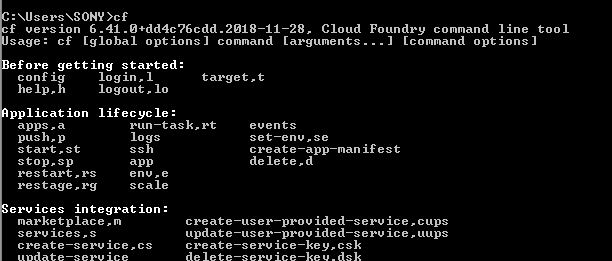 C:\Users\SONY>cf
cf version 6.41.0+dd4c76cdd.2018-11-28, Cloud Foundry command line tool
Usage: cf [global options] command [arguments...] [command options]
Before getting started:
config login,l target,t
help,h logout,lo
Application lifecycle:
apps,a run-task,rt events
push,p logs set-env,se
start,st ssh create-app-manifest
stop,sp app delete,d
restart,rs env,e
restage,rg scale
Services integration:
marketplace,m create-user-provided-service,cups
services,s update-user-provided-service,uups
create-service,cs create-service-key,csk
update-service delete-service-key,dsk